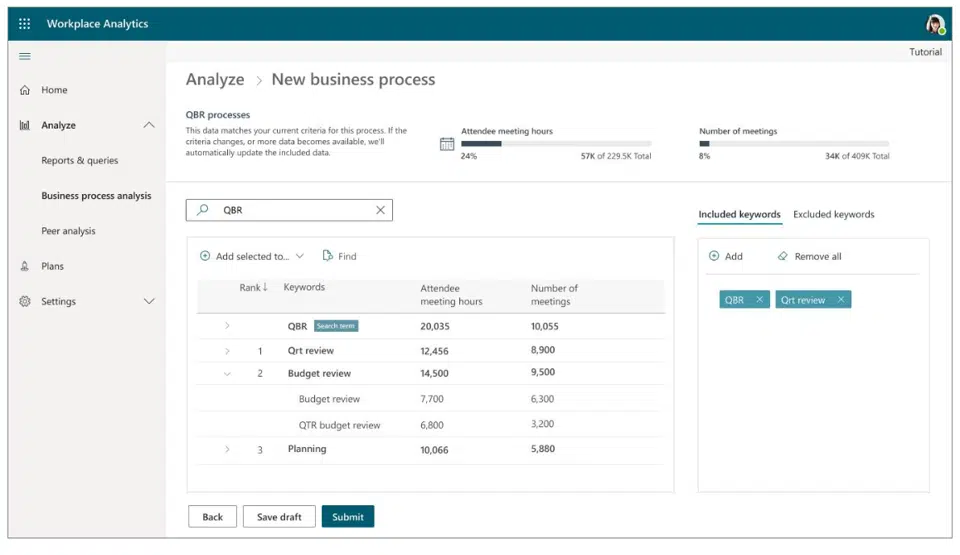 Workplace Analytics
Tutorial
Home
Analyze
Reports & queries
Business process analysis
Peer analysis
Plans
Settings
Analyze > New business process
QBR processes
This data matches your current criteria for this process. If the
criteria changes, or more data becomes available, we'll
automatically update the included data.
Attendee meeting hours
24% 57K of 229.5K Total
Number of meetings
8% 34K of 409K Total
QBR
Add selected to... Find
Rank↓ Keywords Attendee meeting hours Number of meetings
QBR Search term 20,035 10,055
1 Qrt review 12,456 8,900
2 Budget review 14,500 9,500
Budget review 7,700 6,300
QTR budget review 6,800 3,200
3 Planning 10,066 5,880
Included keywords Excluded keywords
Add Remove all
QBR Qrt review
Back Save draft Submit